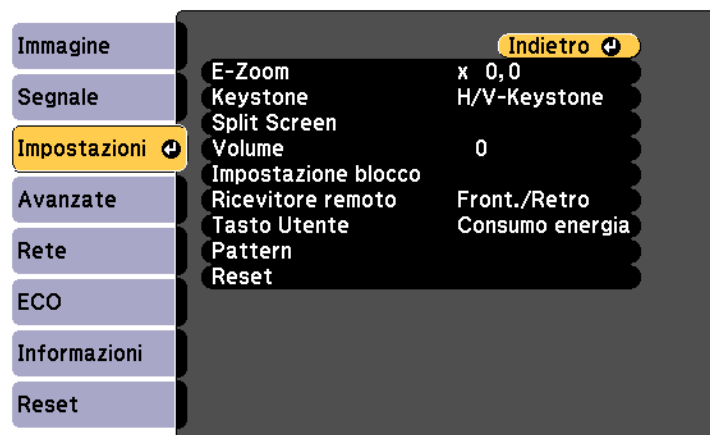 Immagine
Segnale
Impostazioni
Avanzate
Rete
ECO
Informazioni
Reset
Indietro
E-Zoom x 0,0
Keystone H/V-Keystone
Split Screen
Volume 0
Impostazione blocco
Ricevitore remoto Front./Retro
Tasto Utente Consumo energia
Pattern
Reset